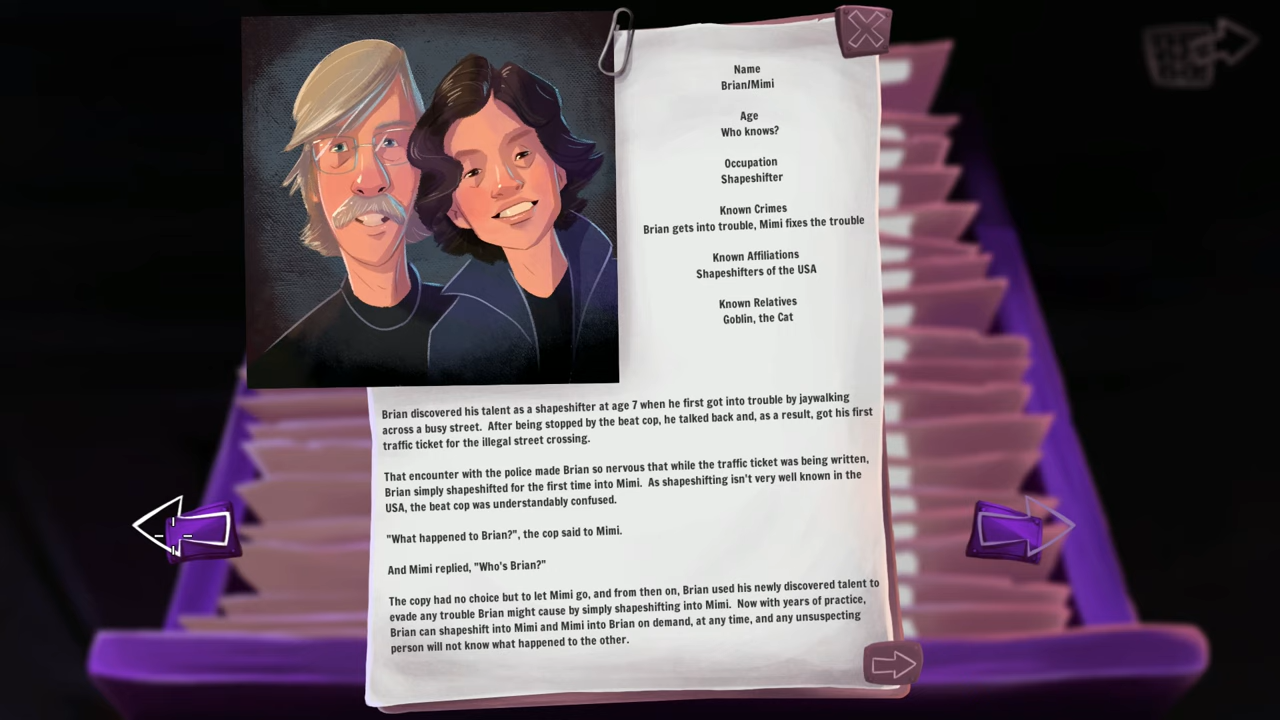 Name
Brian/Mimi
Age
Who knows?
Occupation
Shapeshifter
Known Crimes
Brian gets into trouble, Mimi fixes the trouble
Known Affiliations
Shapeshifters of the USA
Known Relatives
Goblin, the Cat
Brian discovered his talent as a shapeshifter at age 7 when he first got into trouble by jaywalking
across a busy street. After being stopped by the beat cop, he talked back and, as a result, got his first
traffic ticket for the illegal street crossing.
That encounter with the police made Brian so nervous that while the traffic ticket was being written,
Brian simply shapeshifted for the first time into Mimi. As shapeshifting isn't very well known in the
USA, the beat cop was understandably confused.
"What happened to Brian?", the cop said to Mimi.
And Mimi replied, "Who's Brian?"
The copy had no choice but to let Mimi go, and from then on, Brian used his newly discovered talent to
evade any trouble Brian might cause by simply shapeshifting into Mimi. Now with years of practice,
Brian can shapeshift into Mimi and Mimi into Brian on demand, at any time, and any unsuspecting
person will not know what happened to the other.